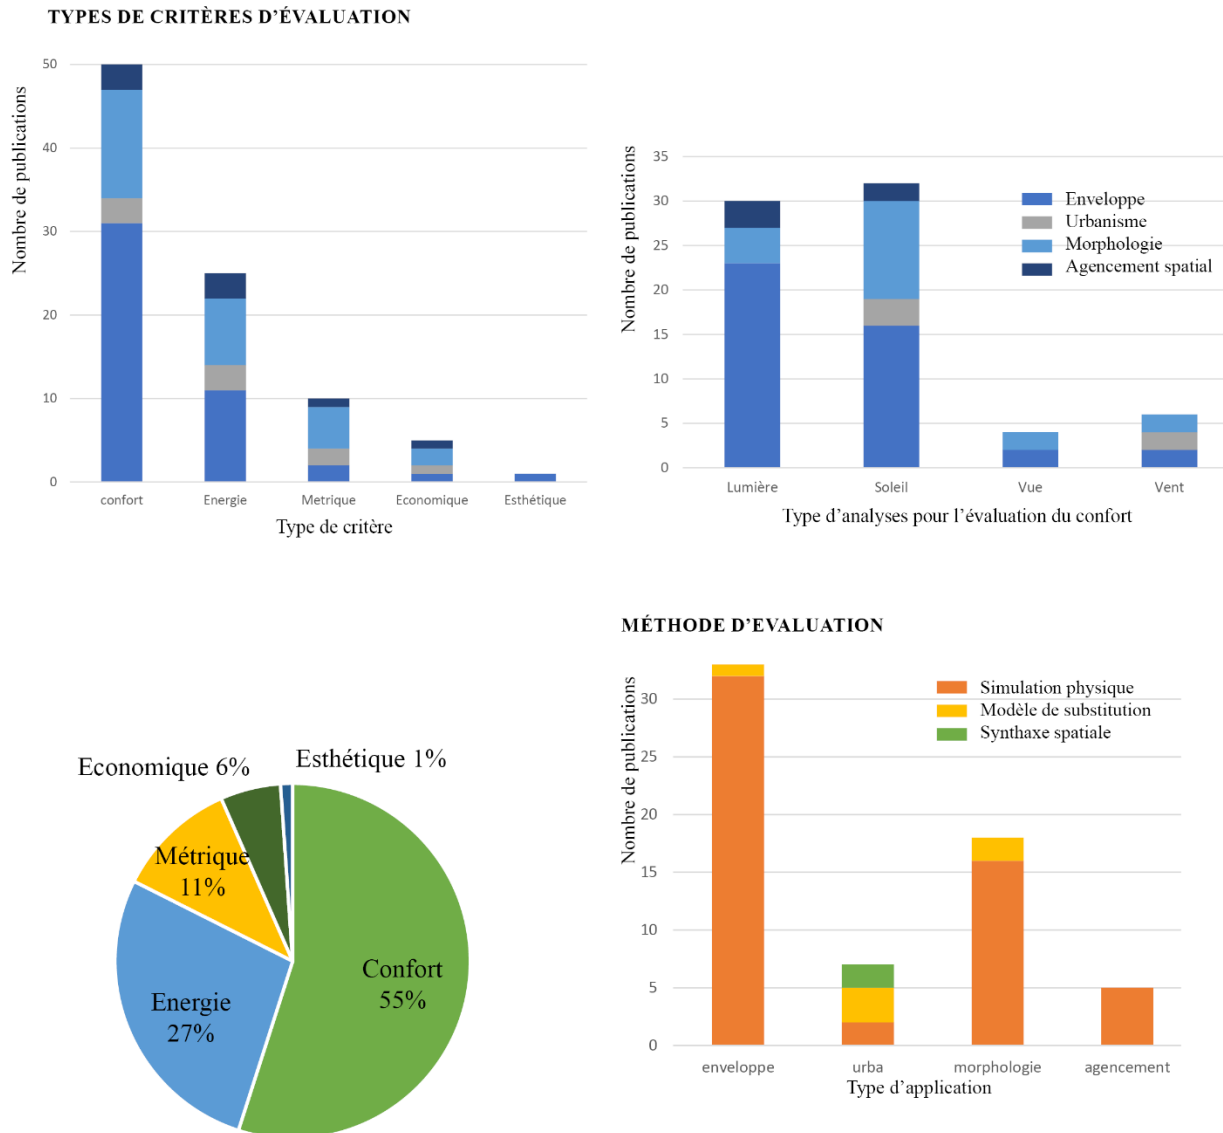 TYPES DE CRITÈRES D'ÉVALUATION
Nombre de publications
50
40
30
20
10
0
confort Energie Metrique Economique Esthétique
Type de critère
Nombre de publications
35
30
25
20
15
10
5
0
Enveloppe
Urbanisme
Morphologie
Agencement spatial
Lumière Soleil Vue Vent
Type d'analyses pour l'évaluation du confort
Economique 6%
Esthétique 1%
Métrique
11%
Energie
27%
Confort
55%
MÉTHODE D'EVALUATION
Nombre de publications
30
25
20
15
10
5
0
Simulation physique
Modèle de substitution
Synthaxe spatiale
enveloppe urba morphologie agencement
Type d'application